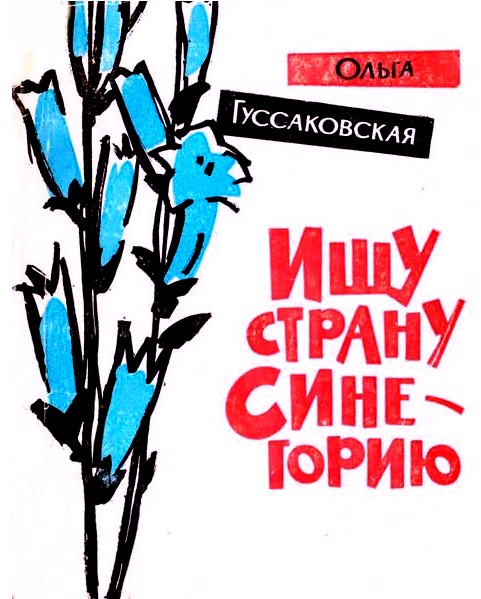 Ольга
Гуссаковская
Ищу
страну
Сине-
горию